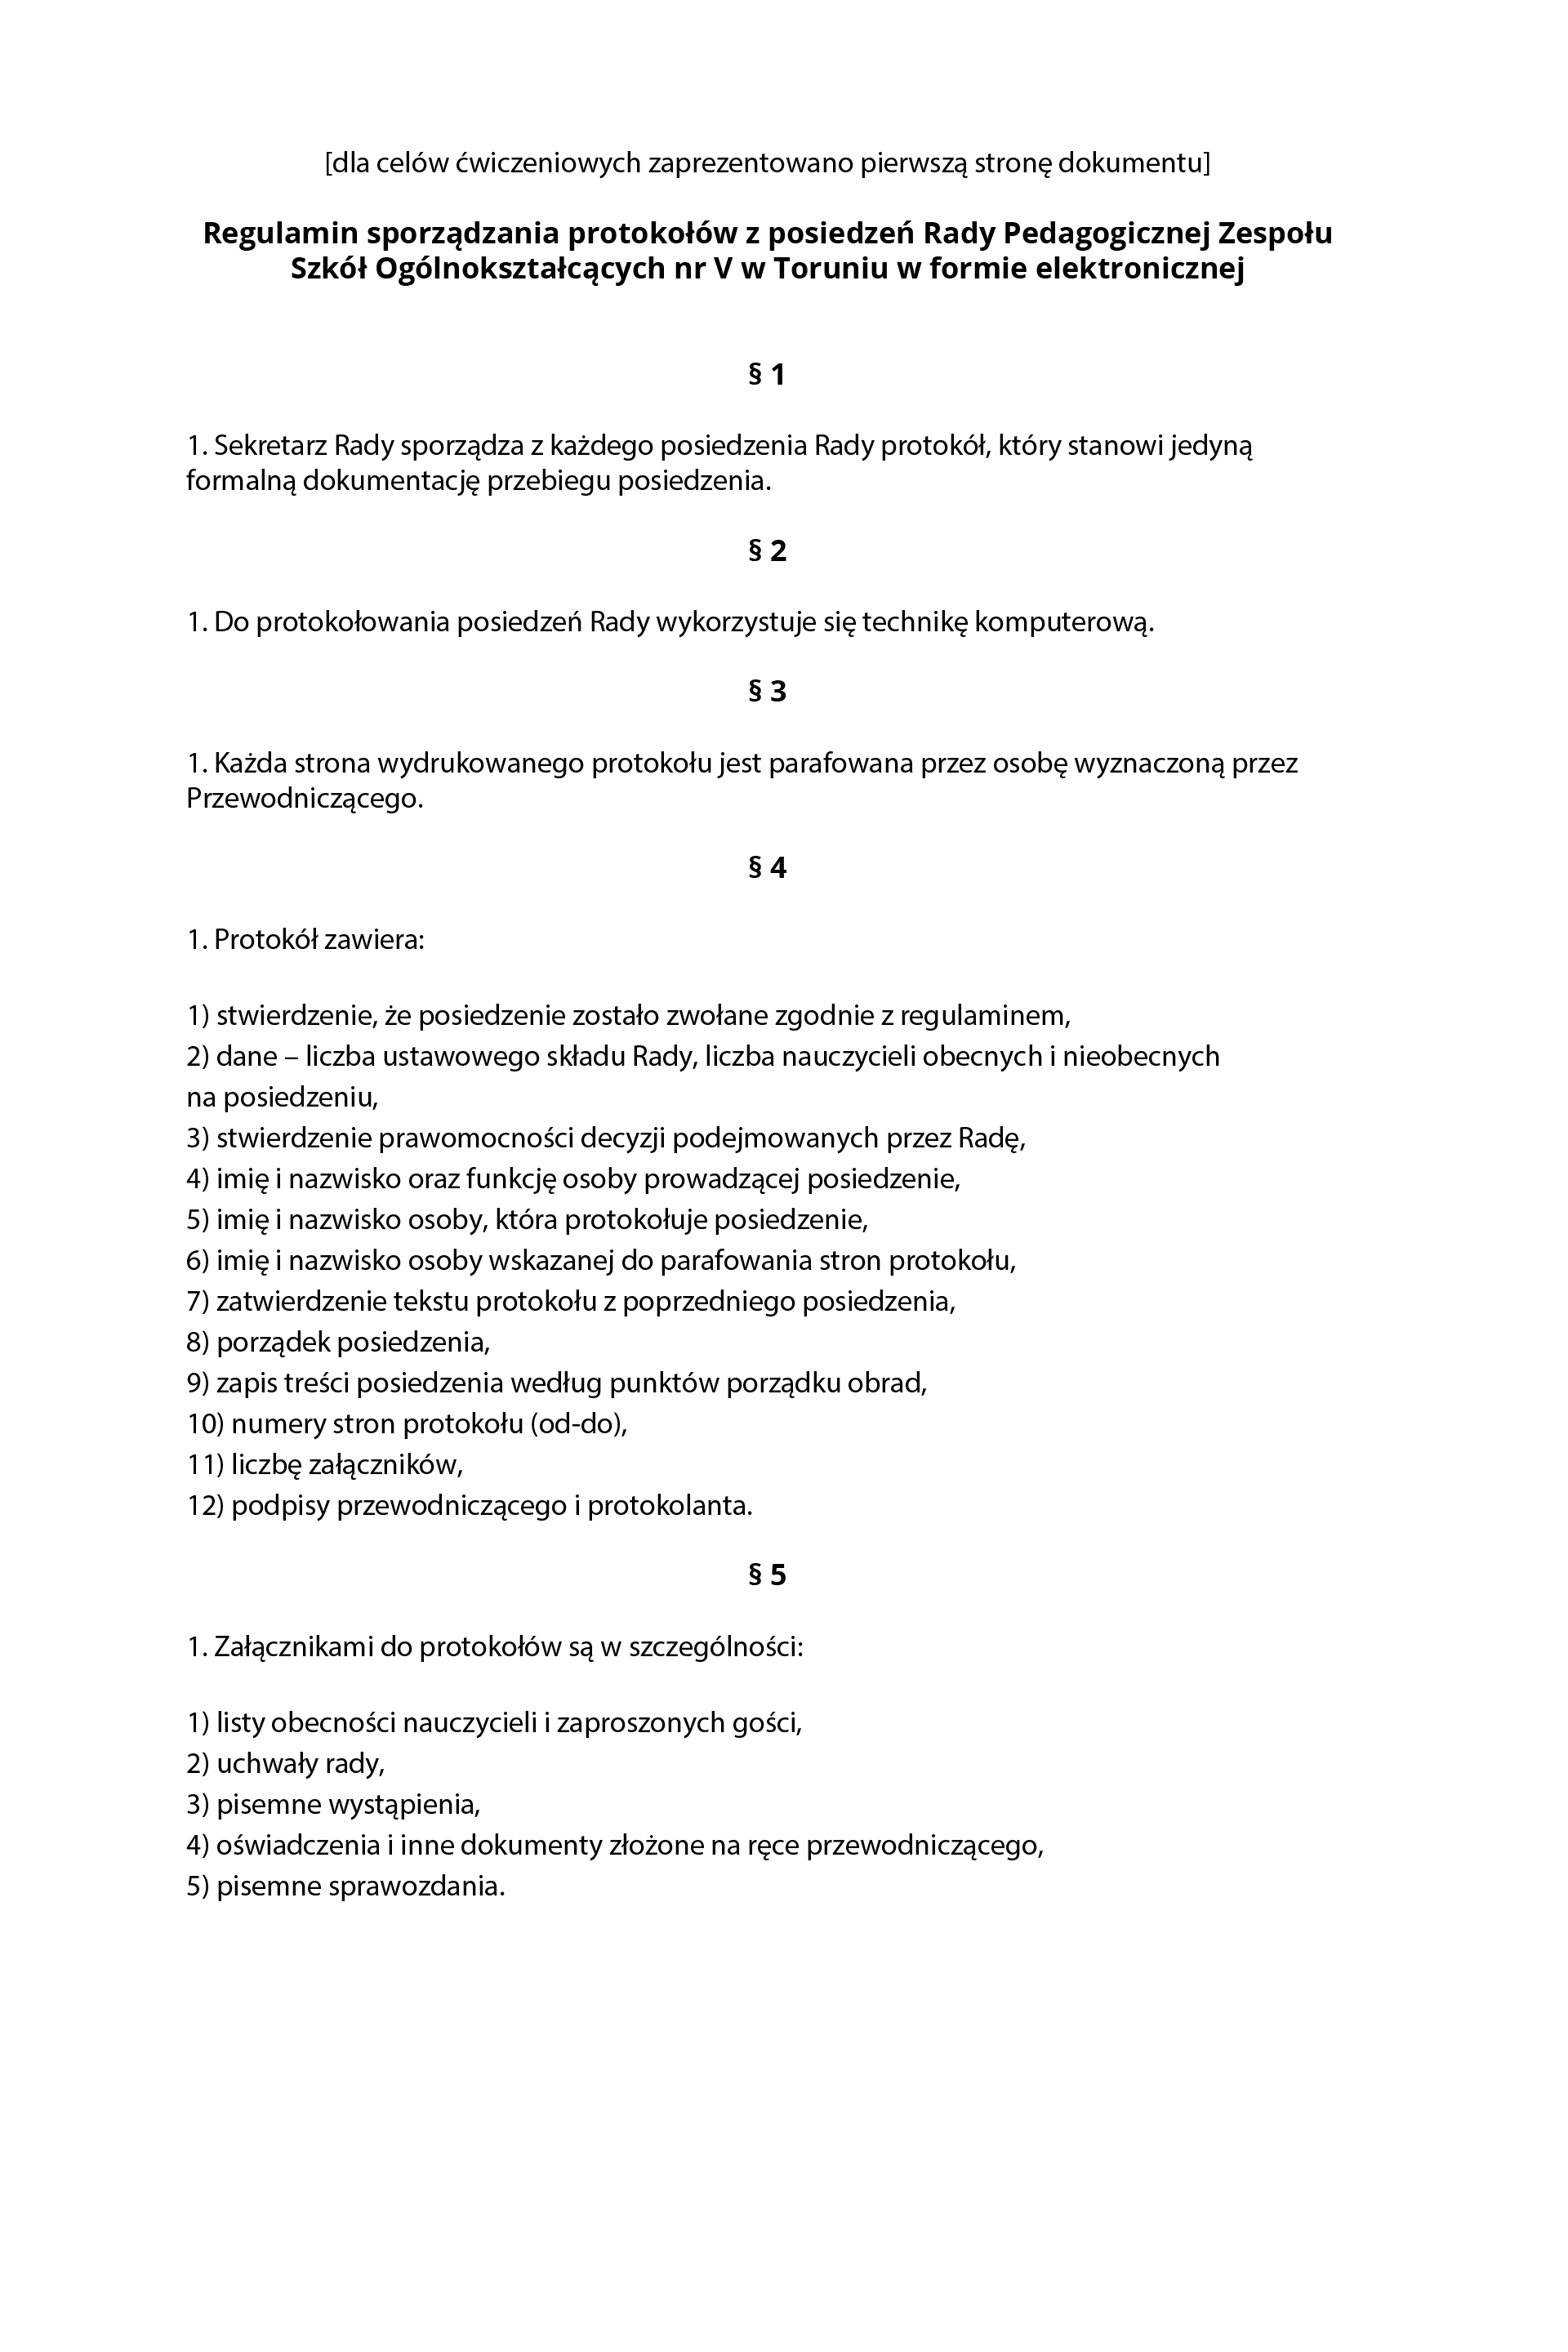 [dla celów ćwiczeniowych zaprezentowano pierwszą stronę dokumentu]
Regulamin sporządzania protokołów z posiedzeń Rady Pedagogicznej Zespołu
Szkół Ogólnokształcących nr V w Toruniu w formie elektronicznej
§ 1
1. Sekretarz Rady sporządza z każdego posiedzenia Rady protokół, który stanowi jedyną
formalną dokumentację przebiegu posiedzenia.
§ 2
1. Do protokołowania posiedzeń Rady wykorzystuje się technikę komputerową.
§ 3
1. Każda strona wydrukowanego protokołu jest parafowana przez osobę wyznaczoną przez
Przewodniczącego.
§ 4
1. Protokół zawiera:
1) stwierdzenie, że posiedzenie zostało zwołane zgodnie z regulaminem,
2) dane – liczba ustawowego składu Rady, liczba nauczycieli obecnych i nieobecnych
na posiedzeniu,
3) stwierdzenie prawomocności decyzji podejmowanych przez Radę,
4) imię i nazwisko oraz funkcję osoby prowadzącej posiedzenie,
5) imię i nazwisko osoby, która protokołuje posiedzenie,
6) imię i nazwisko osoby wskazanej do parafowania stron protokołu,
7) zatwierdzenie tekstu protokołu z poprzedniego posiedzenia,
8) porządek posiedzenia,
9) zapis treści posiedzenia według punktów porządku obrad,
10) numery stron protokołu (od-do),
11) liczbę załączników,
12) podpisy przewodniczącego i protokolanta.
§ 5
1. Załącznikami do protokołów są w szczególności:
1) listy obecności nauczycieli i zaproszonych gości,
2) uchwały rady,
3) pisemne wystąpienia,
4) oświadczenia i inne dokumenty złożone na ręce przewodniczącego,
5) pisemne sprawozdania.